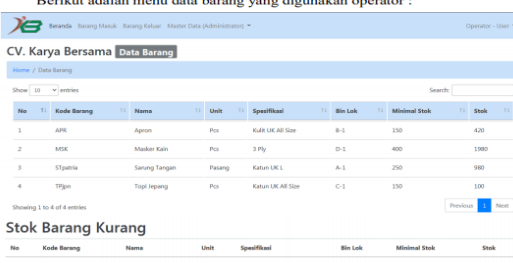 Berikut adalah menu data barang yang digunakan operator :
Beranda Barang Masuk Barang Keluar Master Data (Administrator) Operator - User
CV. Karya Bersama Data Barang
Home / Data Barang
Show 10 entries Search:
No Kode Barang Nama Unit Spesifikasi Bin Lok Minimal Stok Stok
1 APR Apron Pcs Kulit UK All Size B-1 150 420
2 MSK Masker Kain Pcs 3 Ply D-1 400 1980
3 STpatria Sarung Tangan Pasang Katun UK L A-1 250 980
4 TPJpn Topi Jepang Pcs Katun UK All Size C-1 150 100
Showing 1 to 4 of 4 entries Previous 1 Next
Stok Barang Kurang
No Kode Barang Nama Unit Spesifikasi Bin Lok Minimal Stok Stok